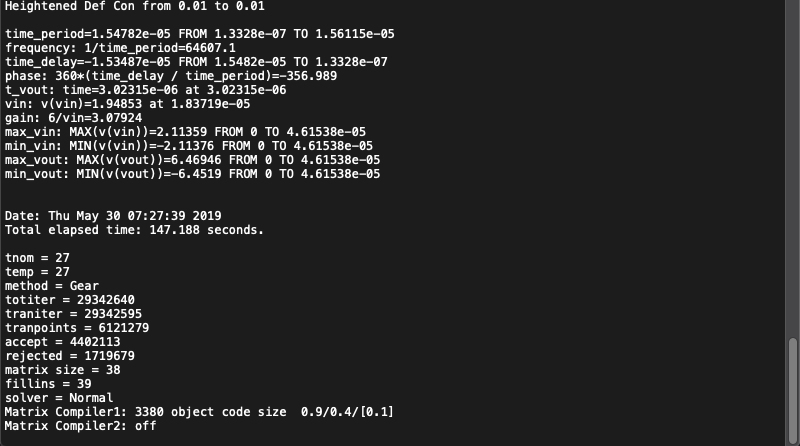 Heightened Def Con from 0.01 to 0.01
time_period=1.54782e-05 FROM 1.3328e-07 TO 1.56115e-05
frequency: 1/time_period=64607.1
time_delay=-1.53487e-05 FROM 1.5482e-05 TO 1.3328e-07
phase: 360*(time_delay / time_period)=-356.989
t_vout: time=3.02315e-06 at 3.02315e-06
vin: v(vin)=1.94853 at 1.83719e-05
gain: 6/vin=3.07924
max_vin: MAX(v(vin))=2.11359 FROM 0 TO 4.61538e-05
min_vin: MIN(v(vin))=-2.11376 FROM 0 TO 4.61538e-05
max_vout: MAX(v(vout))=6.46946 FROM 0 TO 4.61538e-05
min_vout: MIN(v(vout))=-6.4519 FROM 0 TO 4.61538e-05
Date: Thu May 30 07:27:39 2019
Total elapsed time: 147.188 seconds.
tnom = 27
temp = 27
method = Gear
totiter = 29342640
traniter = 29342595
tranpoints = 6121279
accept = 4402113
rejected = 1719679
matrix size = 38
fillins = 39
solver = Normal
Matrix Compiler1: 3380 object code size  0.9/0.4/[0.1]
Matrix Compiler2: off